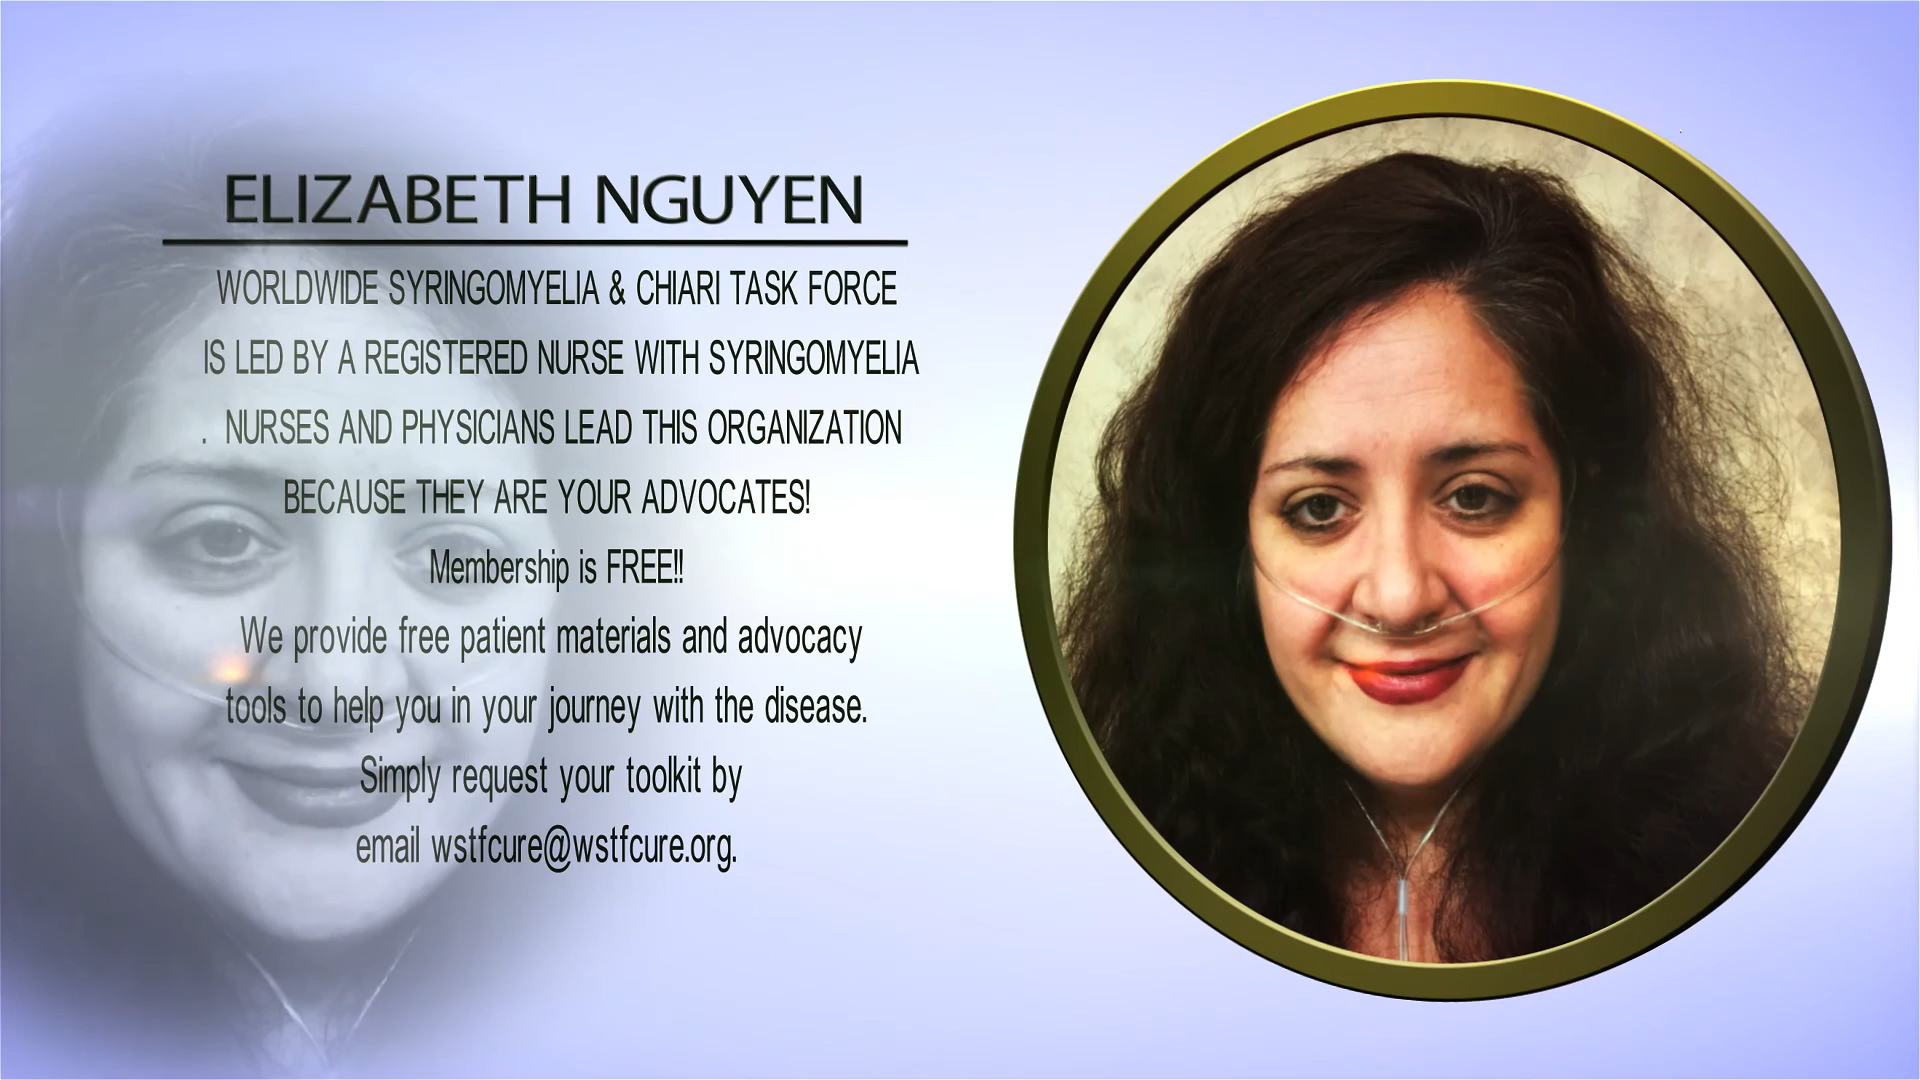 ELIZABETH NGUYEN
WORLDWIDE SYRINGOMYELIA & CHIARI TASK FORCE
IS LED BY A REGISTERED NURSE WITH SYRINGOMYELIA
. NURSES AND PHYSICIANS LEAD THIS ORGANIZATION
BECAUSE THEY ARE YOUR ADVOCATES!
Membership is FREE!!
We provide free patient materials and advocacy
tools to help you in your journey with the disease.
Simply request your toolkit by
email wstfcure@wstfcure.org.